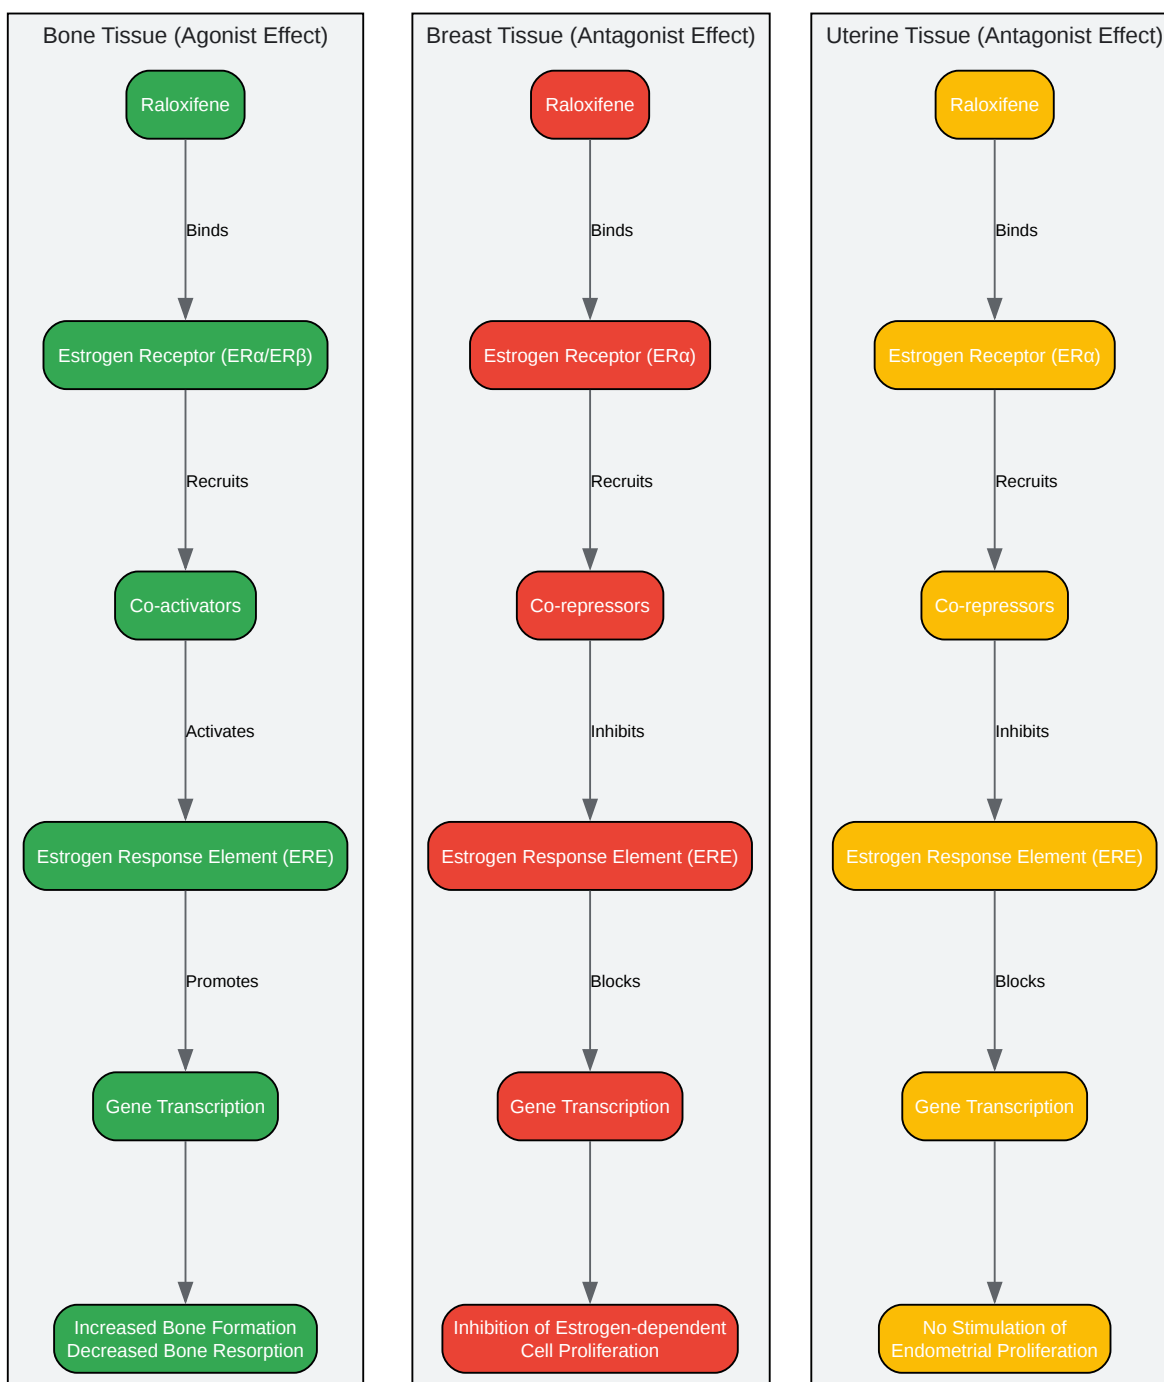 Bone Tissue (Agonist Effect)
Raloxifene
Binds
Estrogen Receptor (ERα/ERβ)
Recruits
Co-activators
Activates
Estrogen Response Element (ERE)
Promotes
Gene Transcription
Increased Bone Formation
Decreased Bone Resorption
Breast Tissue (Antagonist Effect)
Raloxifene
Binds
Estrogen Receptor (ERα)
Recruits
Co-repressors
Inhibits
Estrogen Response Element (ERE)
Blocks
Gene Transcription
Inhibition of Estrogen-dependent
Cell Proliferation
Uterine Tissue (Antagonist Effect)
Raloxifene
Binds
Estrogen Receptor (ERα)
Recruits
Co-repressors
Inhibits
Estrogen Response Element (ERE)
Blocks
Gene Transcription
No Stimulation of
Endometrial Proliferation